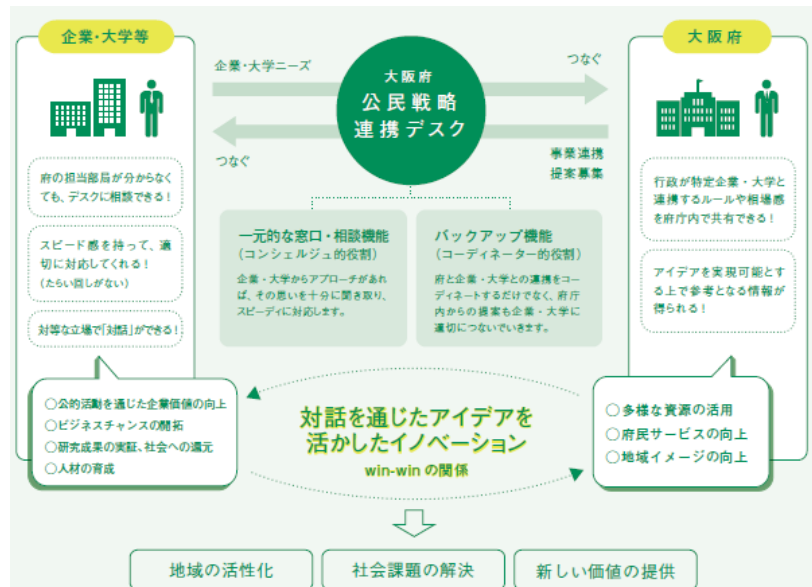 企業・大学等
府の担当部局が分からなく
ても、デスクに相談できる!
スピード感を持って、適
切に対応してくれる!
(たらい回しがない)
対等な立場で「対話」ができる!
○公的活動を通じた企業価値の向上
○ビジネスチャンスの開拓
○研究成果の実証、社会への還元
○人材の育成
企業・大学ニーズ
つなぐ
大阪府
公民戦略
連携デスク
つなぐ
事業連携
提案募集
一元的な窓口・相談機能
(コンシェルジュ的役割)
企業・大学からアプローチがあれ
ば、その思いを十分に聞き取り、
スピーディに対応します。
バックアップ機能
(コーディネーター的役割)
府と企業・大学との連携をコー
ディネートするだけでなく、府庁
内からの提案も企業・大学に
適切につないでいきます。
大阪府
行政が特定企業・大学と
連携するルールや相場感
を府庁内で共有できる!
アイデアを実現可能とす
る上で参考となる情報が
得られる!
○多様な資源の活用
○府民サービスの向上
○地域イメージの向上
対話を通じたアイデアを
活かしたイノベーション
win-winの関係
地域の活性化
社会課題の解決
新しい価値の提供